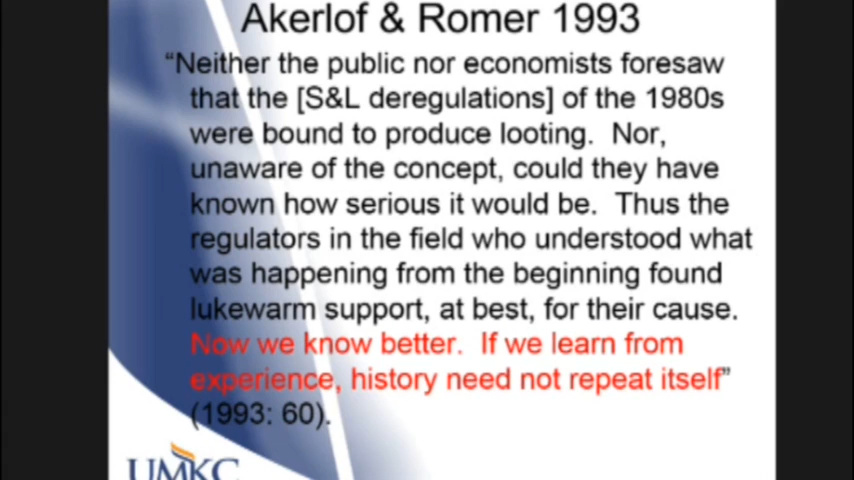 Akerlof & Romer 1993
“Neither the public nor economists foresaw
that the [S&L deregulations] of the 1980s
were bound to produce looting. Nor,
unaware of the concept, could they have
known how serious it would be. Thus the
regulators in the field who understood what
was happening from the beginning found
lukewarm support, at best, for their cause.
Now we know better. If we learn from
experience, history need not repeat itself”
(1993: 60).
UMKC